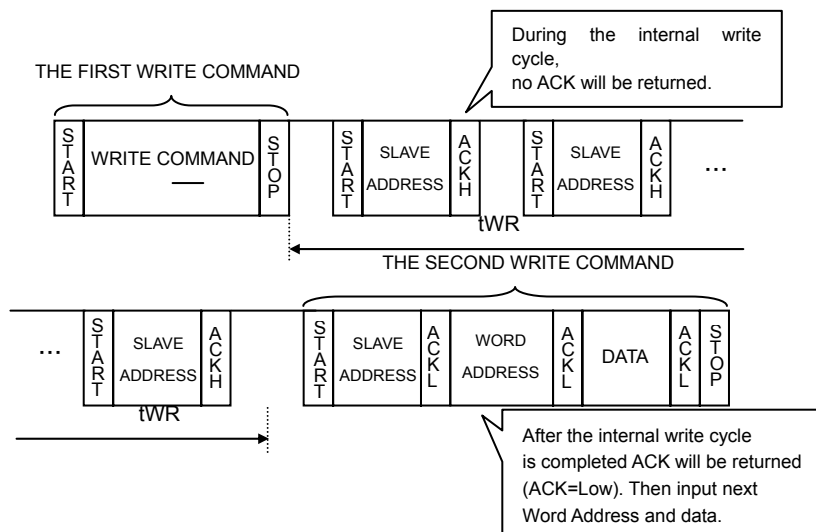 During the internal write
cycle,
no ACK will be returned.
THE FIRST WRITE COMMAND
START
WRITE COMMAND
STOP
START
SLAVE
ADDRESS
ACKH
START
SLAVE
ADDRESS
ACKH
...
tWR
THE SECOND WRITE COMMAND
...
START
SLAVE
ADDRESS
ACKH
START
SLAVE
ADDRESS
ACKL
WORD
ADDRESS
ACKL
DATA
ACKL
STOP
tWR
After the internal write cycle
is completed ACK will be returned
(ACK=Low). Then input next
Word Address and data.